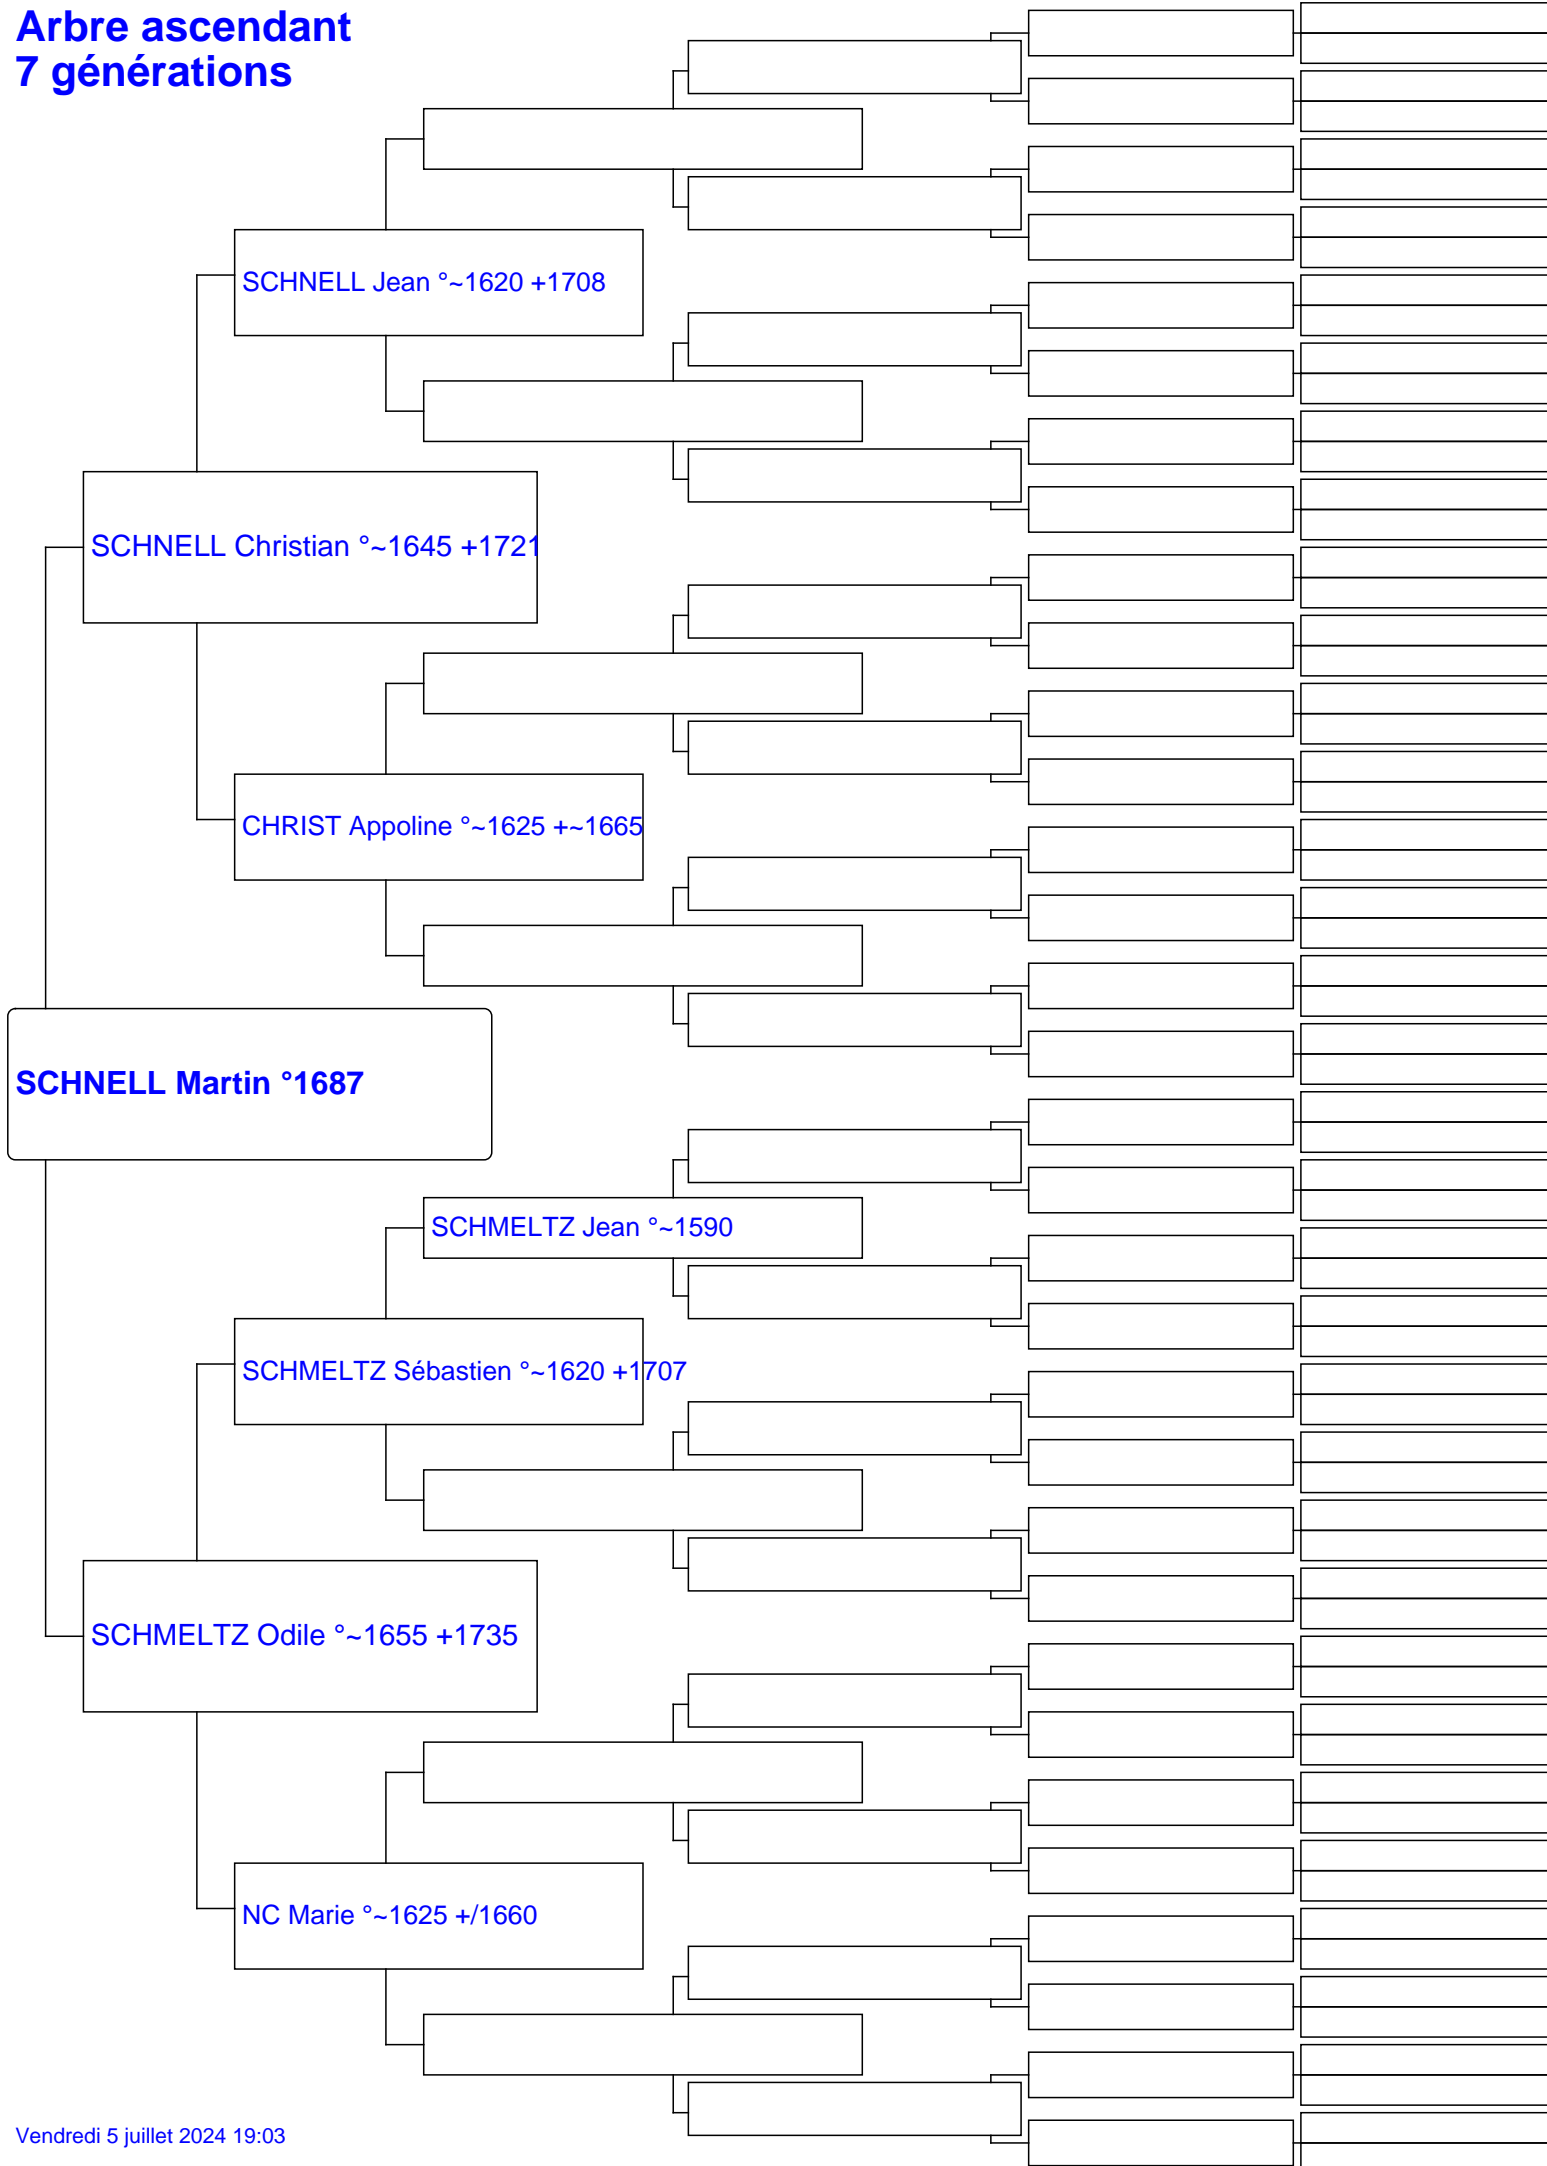 Arbre ascendant
7 générations
SCHNELL Jean °~1620 +1708
SCHNELL Christian °~1645 +1721
CHRIST Appoline °~1625 +~1665
SCHNELL Martin °1687
SCHMELTZ Jean °~1590
SCHMELTZ Sébastien °~1620 +1707
SCHMELTZ Odile °~1655 +1735
NC Marie °~1625 +/1660
Vendredi 5 juillet 2024 19:03